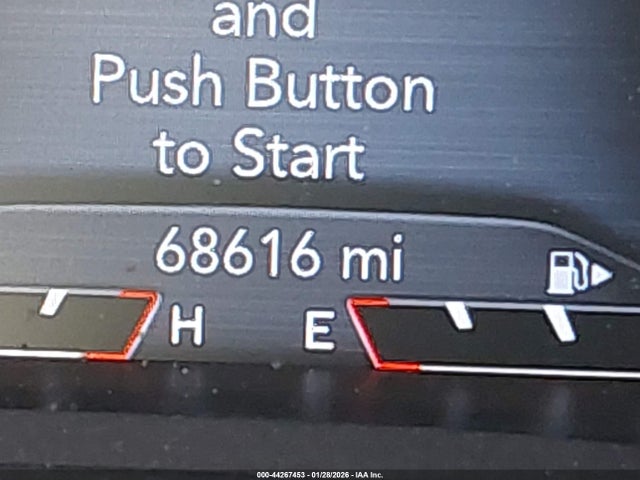 and
Push Button
to Start
68616 mi
H E
000-44267453 - 01/28/2026 - IAA Inc.